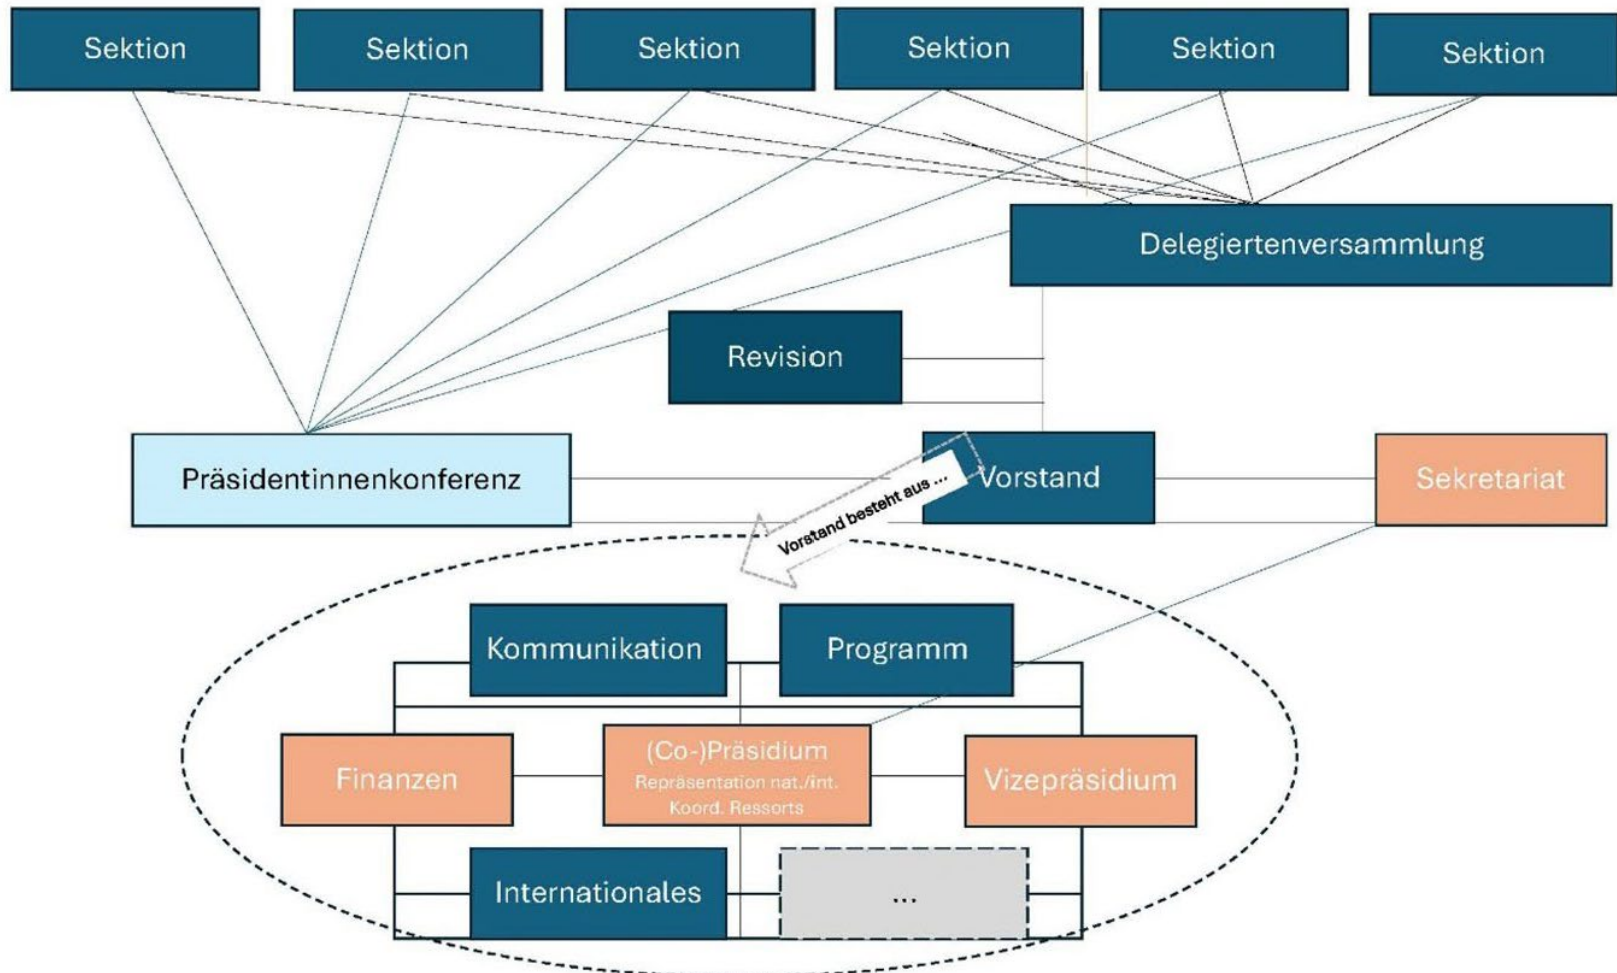 Sektion
Sektion
Sektion
Sektion
Sektion
Sektion
Delegiertenversammlung
Revision
Präsidentinnenkonferenz
Vorstand
Sekretariat
Vorstand besteht aus ...
Kommunikation
Programm
Finanzen
(Co-)Präsidium
Repräsentation nat./int.
Koord. Ressorts
Vizepräsidium
Internationales
...